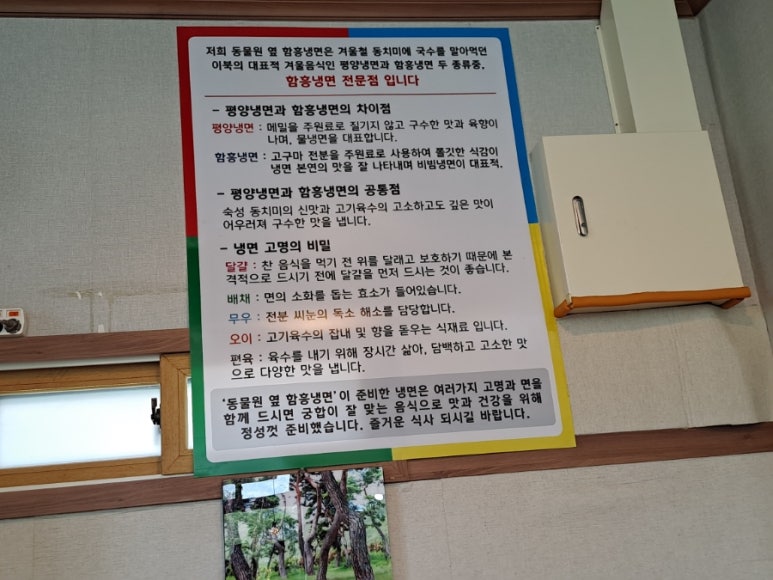 저희 동물원 옆 함흥냉면은 겨울철 동치미에 국수를 말아먹던
이북의 대표적 겨울음식인 평양냉면과 함흥냉면 두 종류중,
함흥냉면 전문점 입니다
- 평양냉면과 함흥냉면의 차이점
평양냉면 : 메밀을 주원료로 질기지 않고 구수한 맛과 육향이
나며, 물냉면을 대표합니다.
함흥냉면 : 고구마 전분을 주원료로 사용하여 쫄깃한 식감이
냉면 본연의 맛을 잘 나타내며 비빔냉면이 대표적.
- 평양냉면과 함흥냉면의 공통점
숙성 동치미의 신맛과 고기육수의 고소하고도 깊은 맛이
어우러져 구수한 맛을 냅니다.
- 냉면 고명의 비밀
달걀 : 찬 음식을 먹기 전 위를 달래고 보호하기 때문에 본
격적으로 드시기 전에 달걀을 먼저 드시는 것이 좋습니다.
배채 : 면의 소화를 돕는 효소가 들어있습니다.
무우 : 전분 씨눈의 독소 해소를 담당합니다.
오이 : 고기육수의 잡내 및 향을 돋우는 식재료 입니다.
편육 : 육수를 내기 위해 장시간 삶아, 담백하고 고소한 맛
으로 다양한 맛을 냅니다.
'동물원 옆 함흥냉면'이 준비한 냉면은 여러가지 고명과 면을
함께 드시면 궁합이 잘 맞는 음식으로 맛과 건강을 위해
정성껏 준비했습니다. 즐거운 식사 되시길 바랍니다.